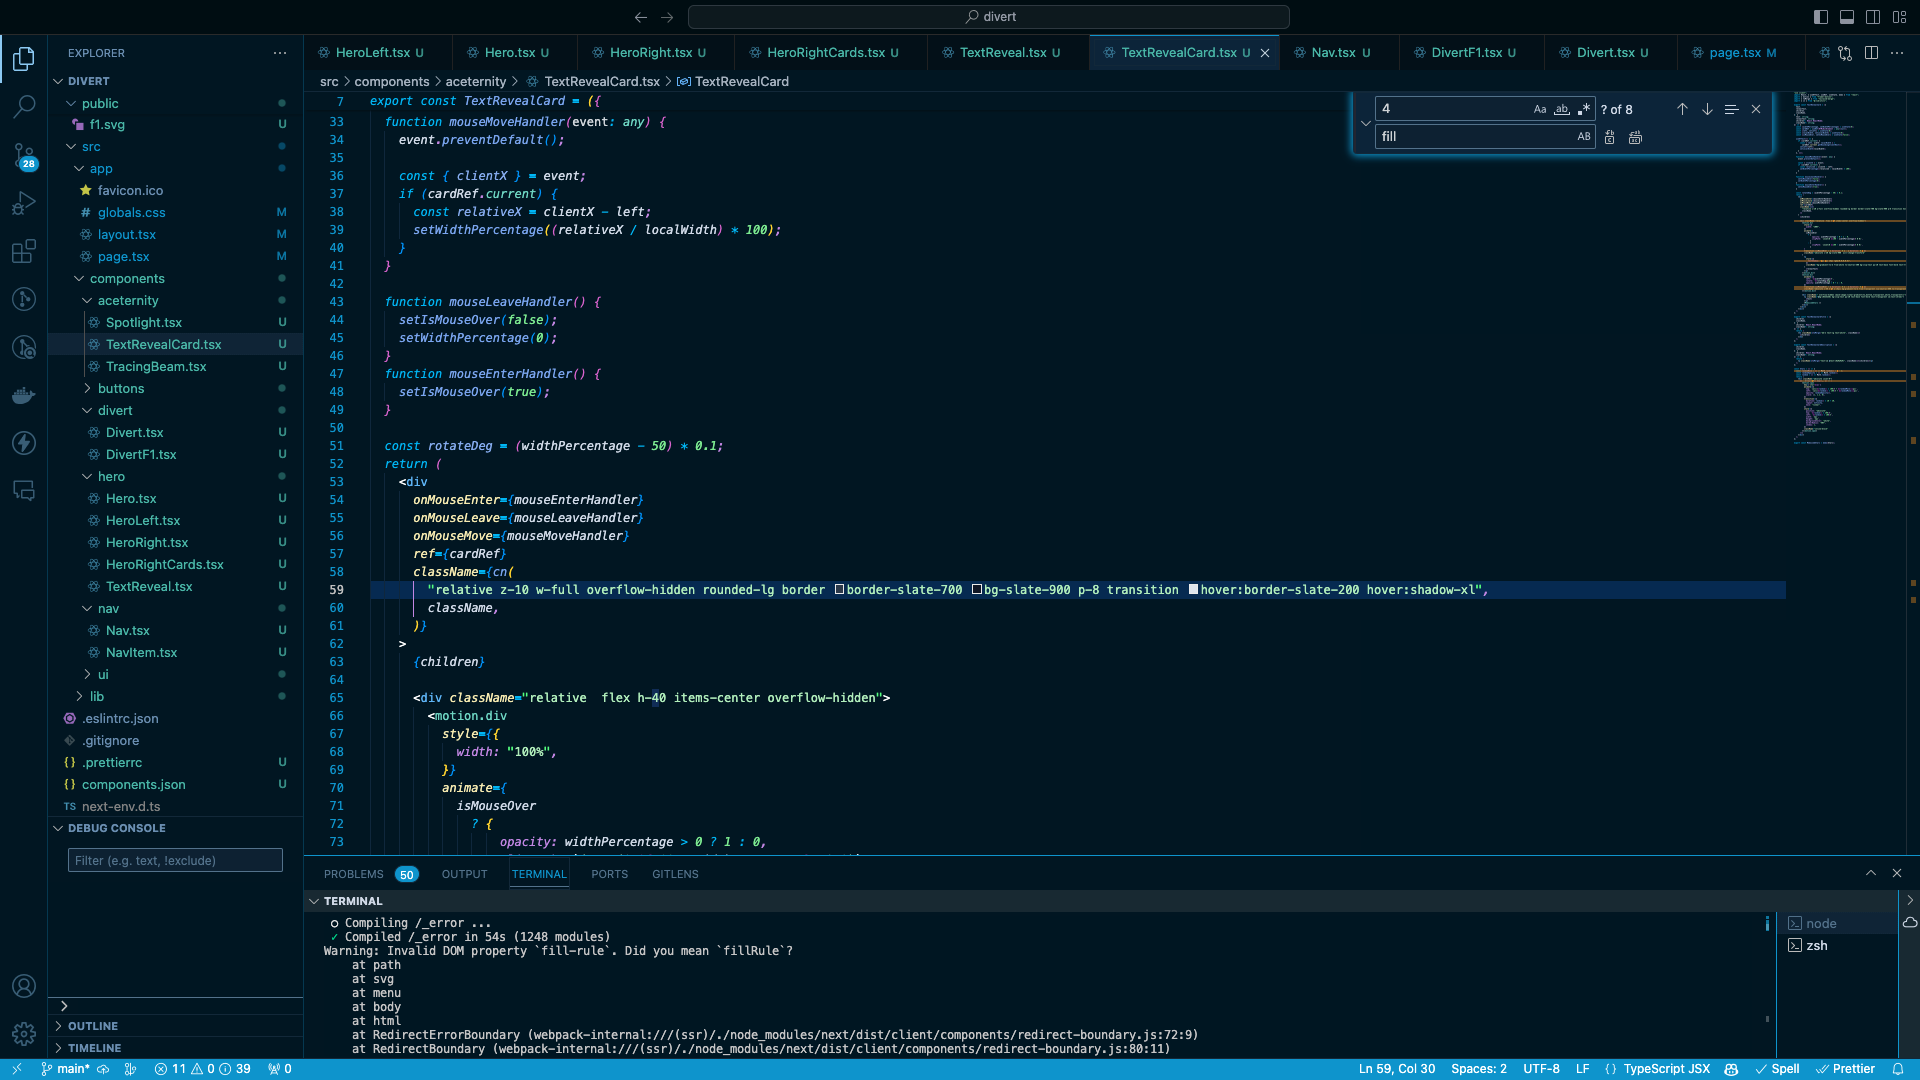 divert
EXPLORER
DIVERT
public
f1.svg U
src
app
favicon.ico
# globals.css M
layout.tsx M
page.tsx M
components
aceternity
Spotlight.tsx U
TextRevealCard.tsx U
TracingBeam.tsx U
buttons
divert
Divert.tsx U
DivertF1.tsx U
hero
Hero.tsx U
HeroLeft.tsx U
HeroRight.tsx U
HeroRightCards.tsx U
TextReveal.tsx U
nav
Nav.tsx U
NavItem.tsx U
ui
lib
.eslintrc.json
.gitignore
{} .prettierrc U
{} components.json U
TS next-env.d.ts
DEBUG CONSOLE
Filter (e.g. text, !exclude)
OUTLINE
TIMELINE
28
HeroLeft.tsx U Hero.tsx U HeroRight.tsx U HeroRightCards.tsx U TextReveal.tsx U TextRevealCard.tsx U Nav.tsx U DivertF1.tsx U Divert.tsx U page.tsx M
src > components > aceternity > TextRevealCard.tsx > TextRevealCard
4 Aa ab .* ? of 8
fill AB
7 export const TextRevealCard = ({
33 function mouseMoveHandler(event: any) {
34 event.preventDefault();
35
36 const { clientX } = event;
37 if (cardRef.current) {
38 const relativeX = clientX - left;
39 setWidthPercentage((relativeX / localWidth) * 100);
40 }
41 }
42
43 function mouseLeaveHandler() {
44 setIsMouseOver(false);
45 setWidthPercentage(0);
46 }
47 function mouseEnterHandler() {
48 setIsMouseOver(true);
49 }
50
51 const rotateDeg = (widthPercentage - 50) * 0.1;
52 return (
53 <div
54 onMouseEnter={mouseEnterHandler}
55 onMouseLeave={mouseLeaveHandler}
56 onMouseMove={mouseMoveHandler}
57 ref={cardRef}
58 className={cn(
59 "relative z-10 w-full overflow-hidden rounded-lg border border-slate-700 bg-slate-900 p-8 transition hover:border-slate-200 hover:shadow-xl",
60 className,
61 )}
62 >
63 {children}
64
65 <div className="relative  flex h-40 items-center overflow-hidden">
66 <motion.div
67 style={{
68 width: "100%",
69 }}
70 animate={
71 isMouseOver
72 ? {
73 opacity: widthPercentage > 0 ? 1 : 0,
PROBLEMS 50 OUTPUT TERMINAL PORTS GITLENS
TERMINAL
○ Compiling /_error ...
✓ Compiled /_error in 54s (1248 modules)
Warning: Invalid DOM property `fill-rule`. Did you mean `fillRule`?
at path
at svg
at menu
at body
at html
at RedirectErrorBoundary (webpack-internal:///(ssr)/./node_modules/next/dist/client/components/redirect-boundary.js:72:9)
at RedirectBoundary (webpack-internal:///(ssr)/./node_modules/next/dist/client/components/redirect-boundary.js:80:11)
node
zsh
main* 11 0 39 0 Ln 59, Col 30 Spaces: 2 UTF-8 LF {} TypeScript JSX Spell Prettier